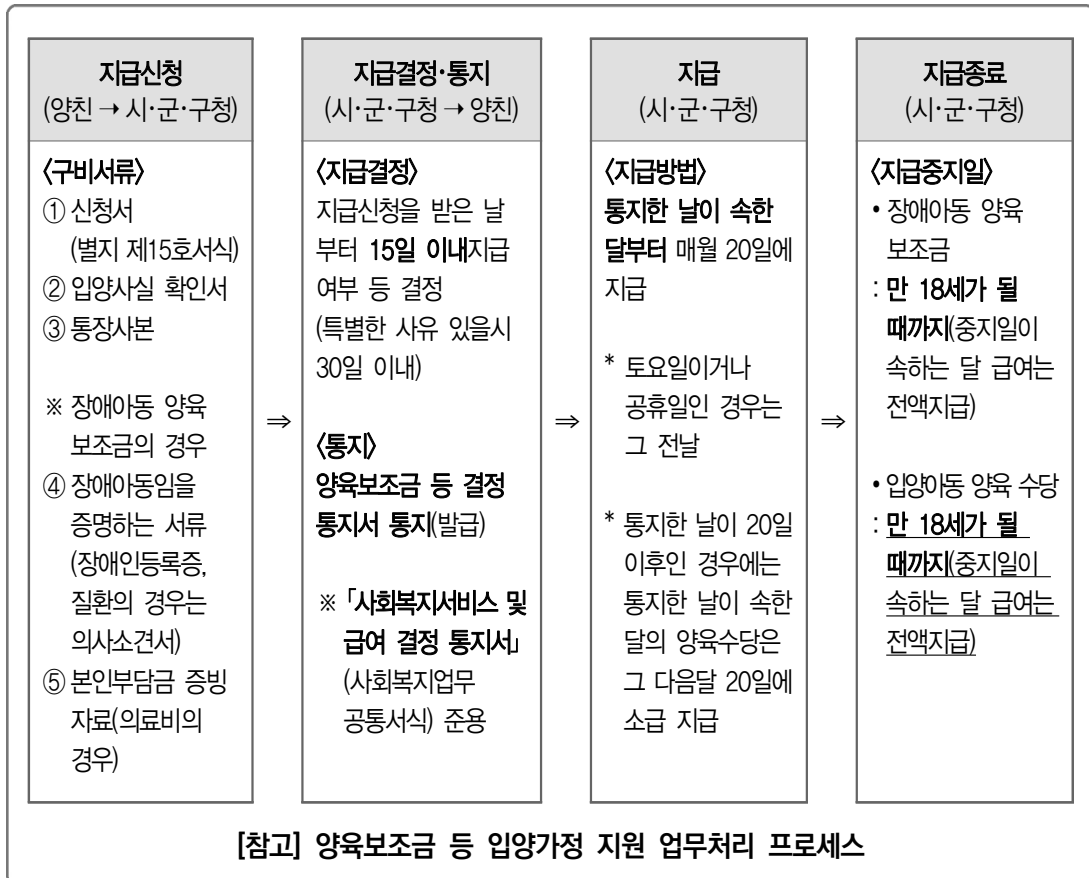 지급신청
(양친 → 시·군·구청)
〈구비서류〉
① 신청서
(별지 제15호서식)
② 입양사실 확인서
③ 통장사본
※ 장애아동 양육
보조금의 경우
④ 장애아동임을
증명하는 서류
(장애인등록증,
질환의 경우는
의사소견서)
⑤ 본인부담금 증빙
자료(의료비의
경우)
⇒
지급결정·통지
(시·군·구청 → 양친)
〈지급결정〉
지급신청을 받은 날
부터 15일 이내지급
여부 등 결정
(특별한 사유 있을시
30일 이내)
〈통지〉
양육보조금 등 결정
통지서 통지(발급)
※ 「사회복지서비스 및
급여 결정 통지서」
(사회복지업무
공통서식) 준용
⇒
지급
(시·군·구청)
〈지급방법〉
통지한 날이 속한
달부터 매월 20일에
지급
* 토요일이거나
공휴일인 경우는
그 전날
* 통지한 날이 20일
이후인 경우에는
통지한 날이 속한
달의 양육수당은
그 다음달 20일에
소급 지급
⇒
지급종료
(시·군·구청)
〈지급중지일〉
• 장애아동 양육
보조금
: 만 18세가 될
때까지(중지일이
속하는 달 급여는
전액지급)
• 입양아동 양육 수당
: 만 18세가 될
때까지(중지일이
속하는 달 급여는
전액지급)
[참고] 양육보조금 등 입양가정 지원 업무처리 프로세스